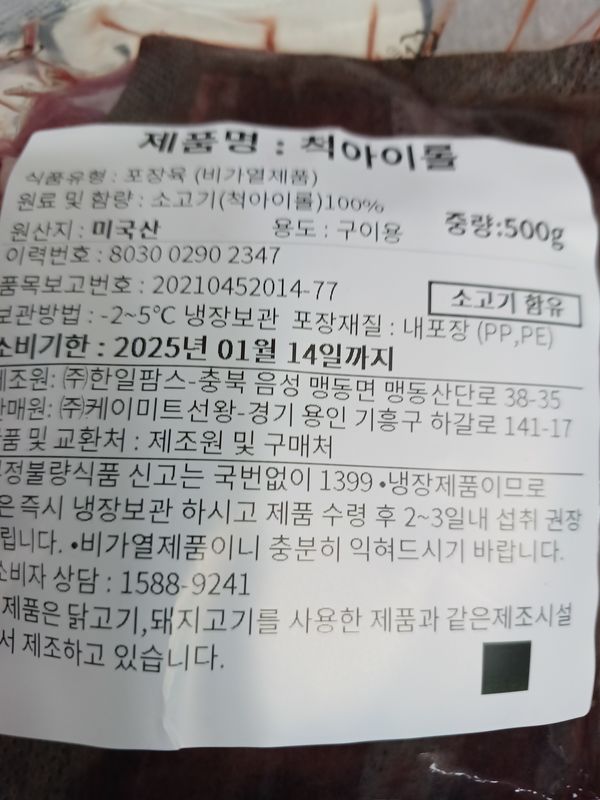 제품명 : 척아이롤
식품유형 : 포장육 (비가열제품)
원료 및 함량 : 소고기(척아이롤)100%
원산지 : 미국산 용도 : 구이용 중량:500g
이력번호 : 8030 0290 2347
품목보고번호 : 20210452014-77 소고기 함유
보관방법 : -2~5℃ 냉장보관 포장재질 : 내포장 (PP,PE)
소비기한 : 2025년 01월 14일까지
제조원: ㈜한일팜스-충북 음성 맹동면 맹동산단로 38-35
판매원: ㈜케이미트선왕-경기 용인 기흥구 하갈로 141-17
품 및 교환처 : 제조원 및 구매처
정불량식품 신고는 국번없이 1399 •냉장제품이므로
은 즉시 냉장보관 하시고 제품 수령 후 2~3일내 섭취 권장
립니다. •비가열제품이니 충분히 익혀드시기 바랍니다.
소비자 상담 : 1588-9241
제품은 닭고기,돼지고기를 사용한 제품과 같은제조시설
서 제조하고 있습니다.